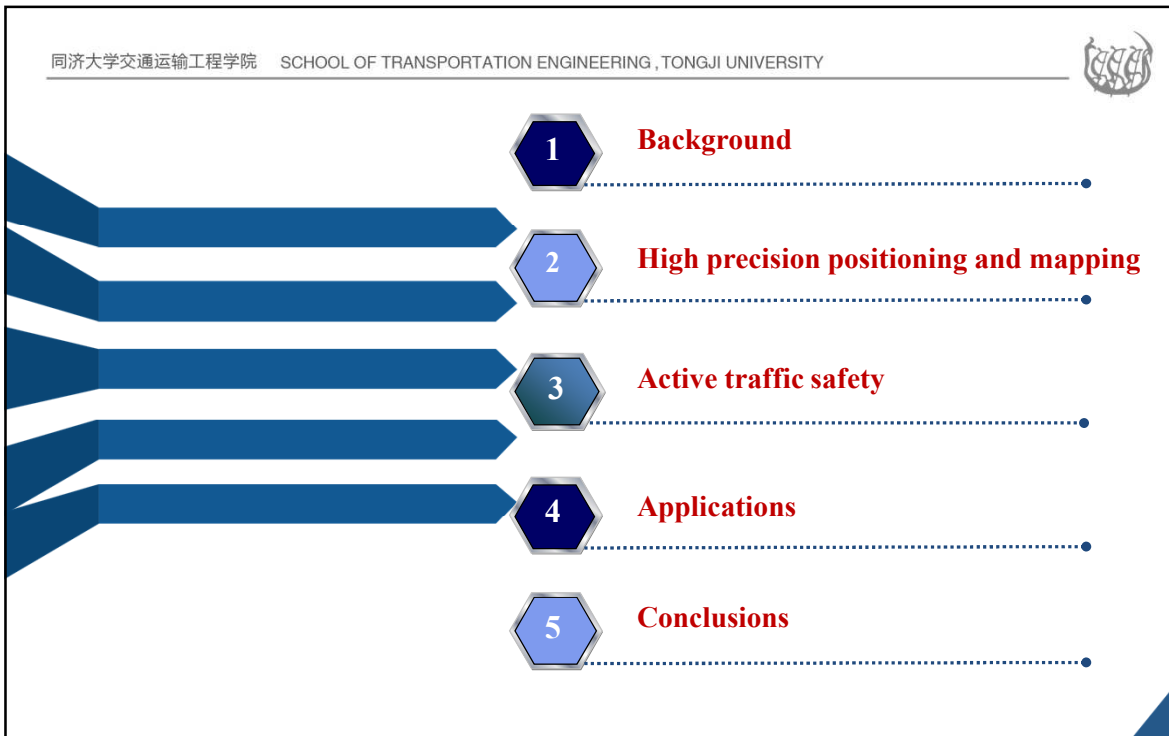 同济大学交通运输工程学院 SCHOOL OF TRANSPORTATION ENGINEERING , TONGJI UNIVERSITY
1 Background
2 High precision positioning and mapping
3 Active traffic safety
4 Applications
5 Conclusions